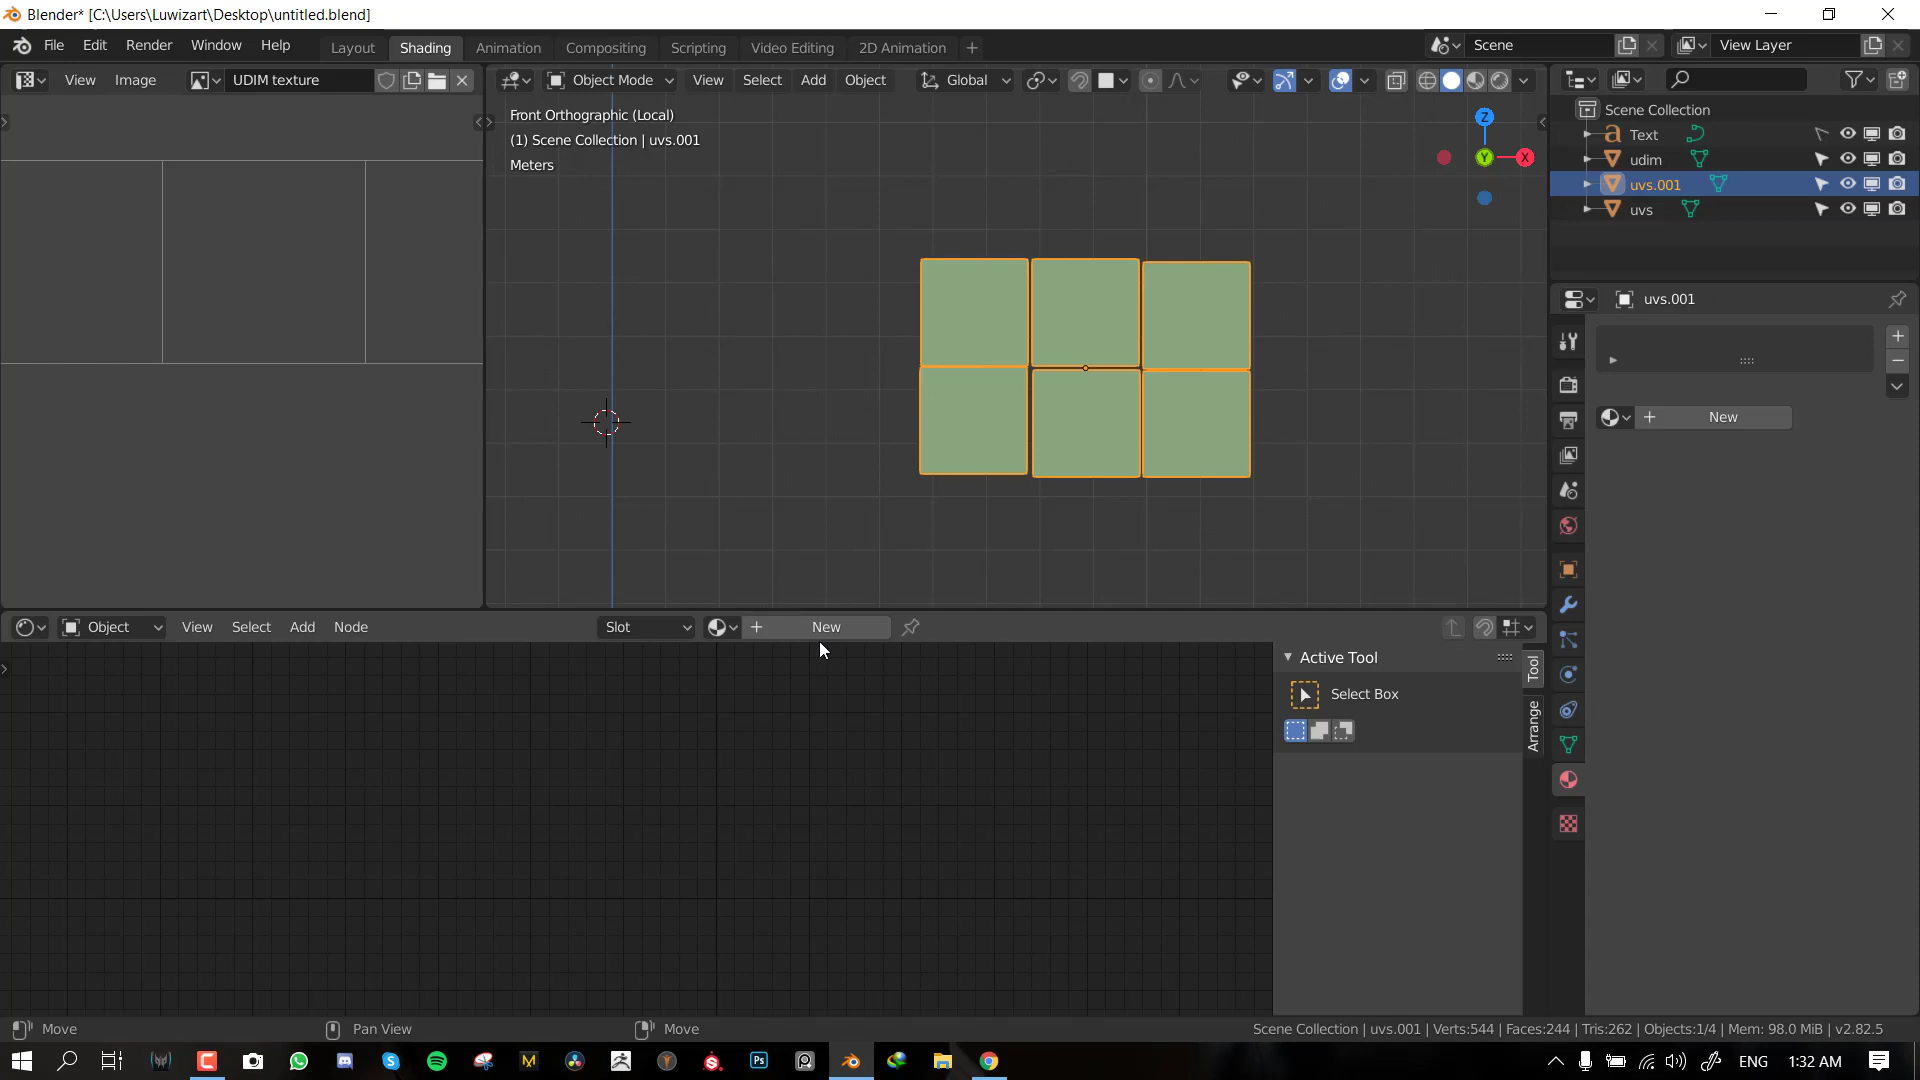 Blender* [C:\Users\Luwizart\Desktop\untitled.blend]
File Edit Render Window Help Layout Shading Animation Compositing Scripting Video Editing 2D Animation + Scene View Layer
View Image UDIM texture Object Mode View Select Add Object Global
Front Orthographic (Local)
(1) Scene Collection | uvs.001
Meters
Z
Y
X
Scene Collection
Text
udim
uvs.001
uvs
uvs.001
New
Object View Select Add Node Slot New
Active Tool
Select Box
Tool
Arrange
Move Pan View Move Scene Collection | uvs.001 | Verts:544 | Faces:244 | Tris:262 | Objects:1/4 | Mem: 98.0 MiB | v2.82.5
Ps ENG 1:32 AM